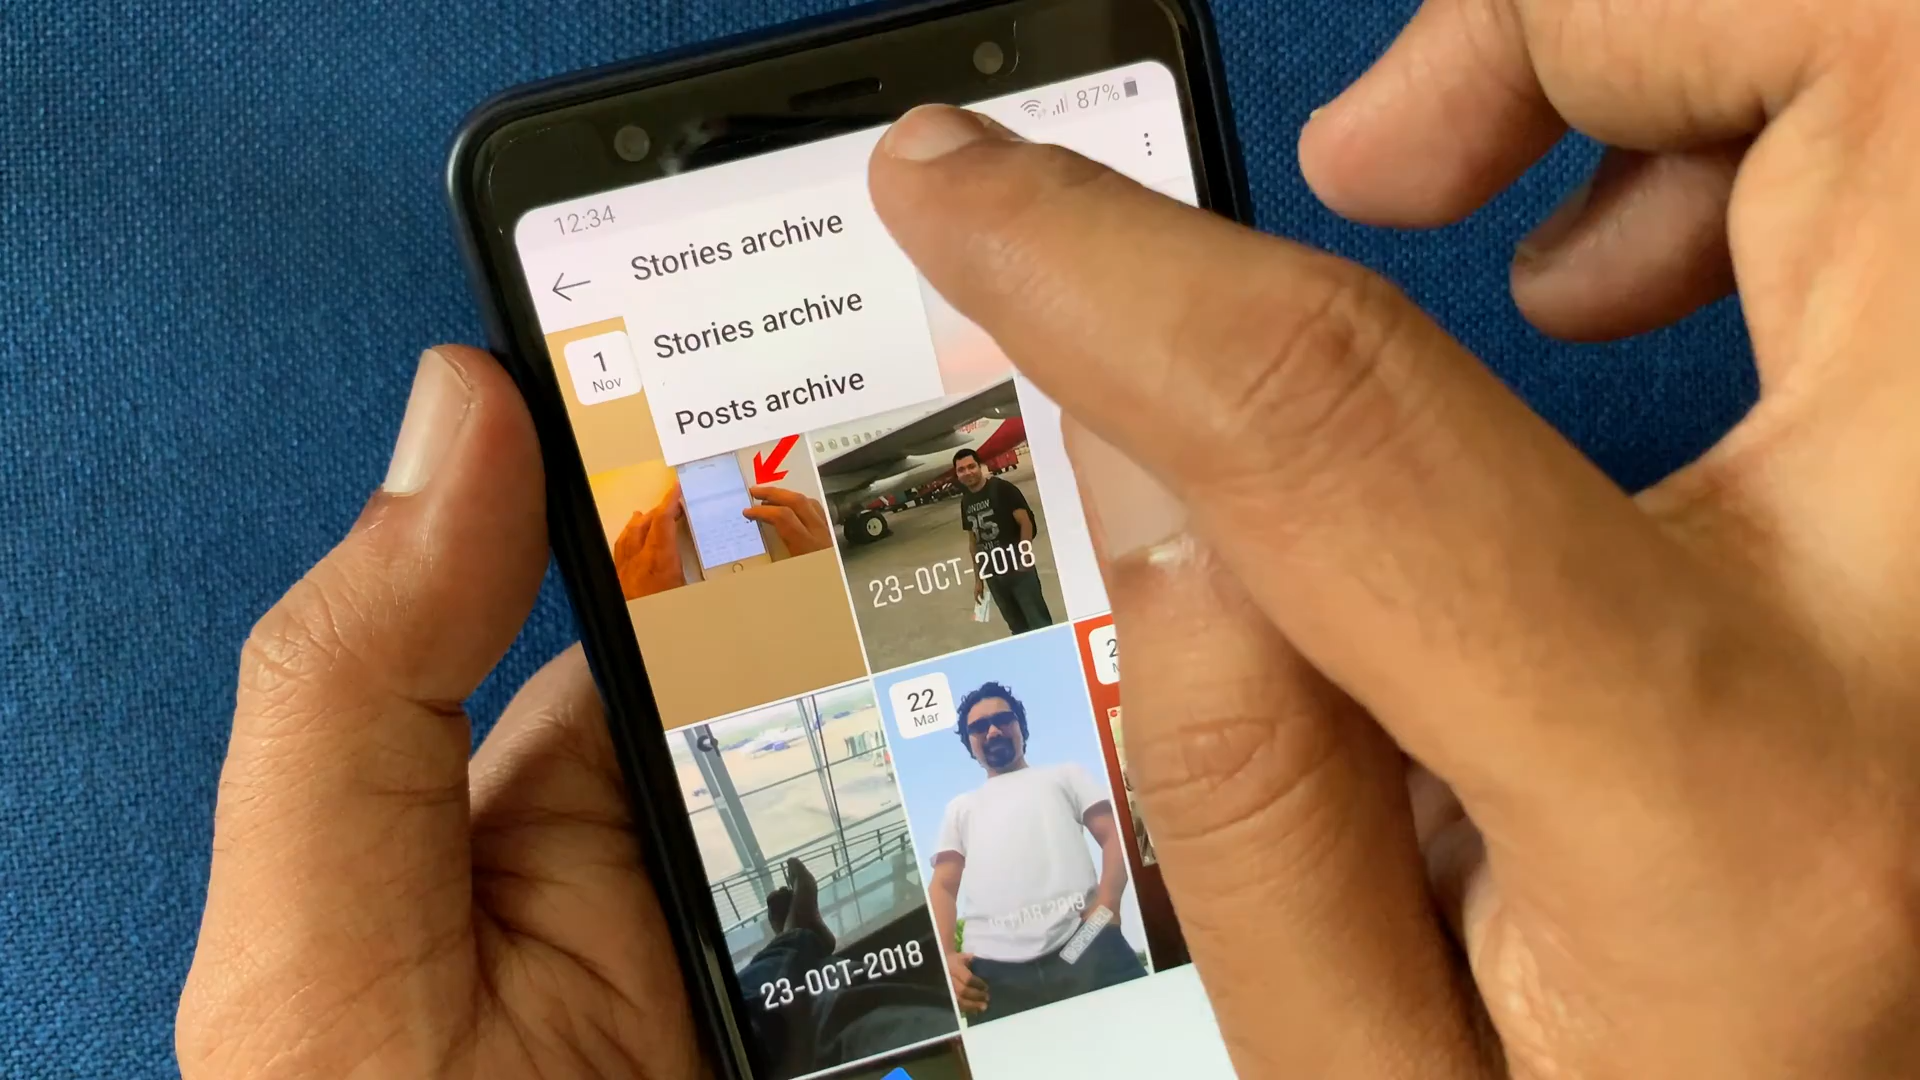 87%
12:34
Stories archive
Stories archive
Posts archive
1
Nov
23-OCT-2018
22
Mar
23-OCT-2018